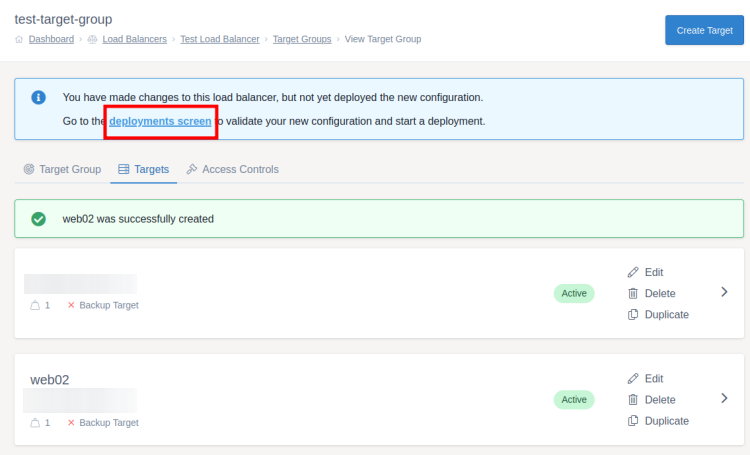 test-target-group
Dashboard › Load Balancers › Test Load Balancer › Target Groups › View Target Group
Create Target
You have made changes to this load balancer, but not yet deployed the new configuration.
Go to the deployments screen to validate your new configuration and start a deployment.
Target Group Targets Access Controls
web02 was successfully created
Edit
Active
Delete
1 Backup Target
Duplicate
web02
Edit
Active
Delete
1 Backup Target
Duplicate